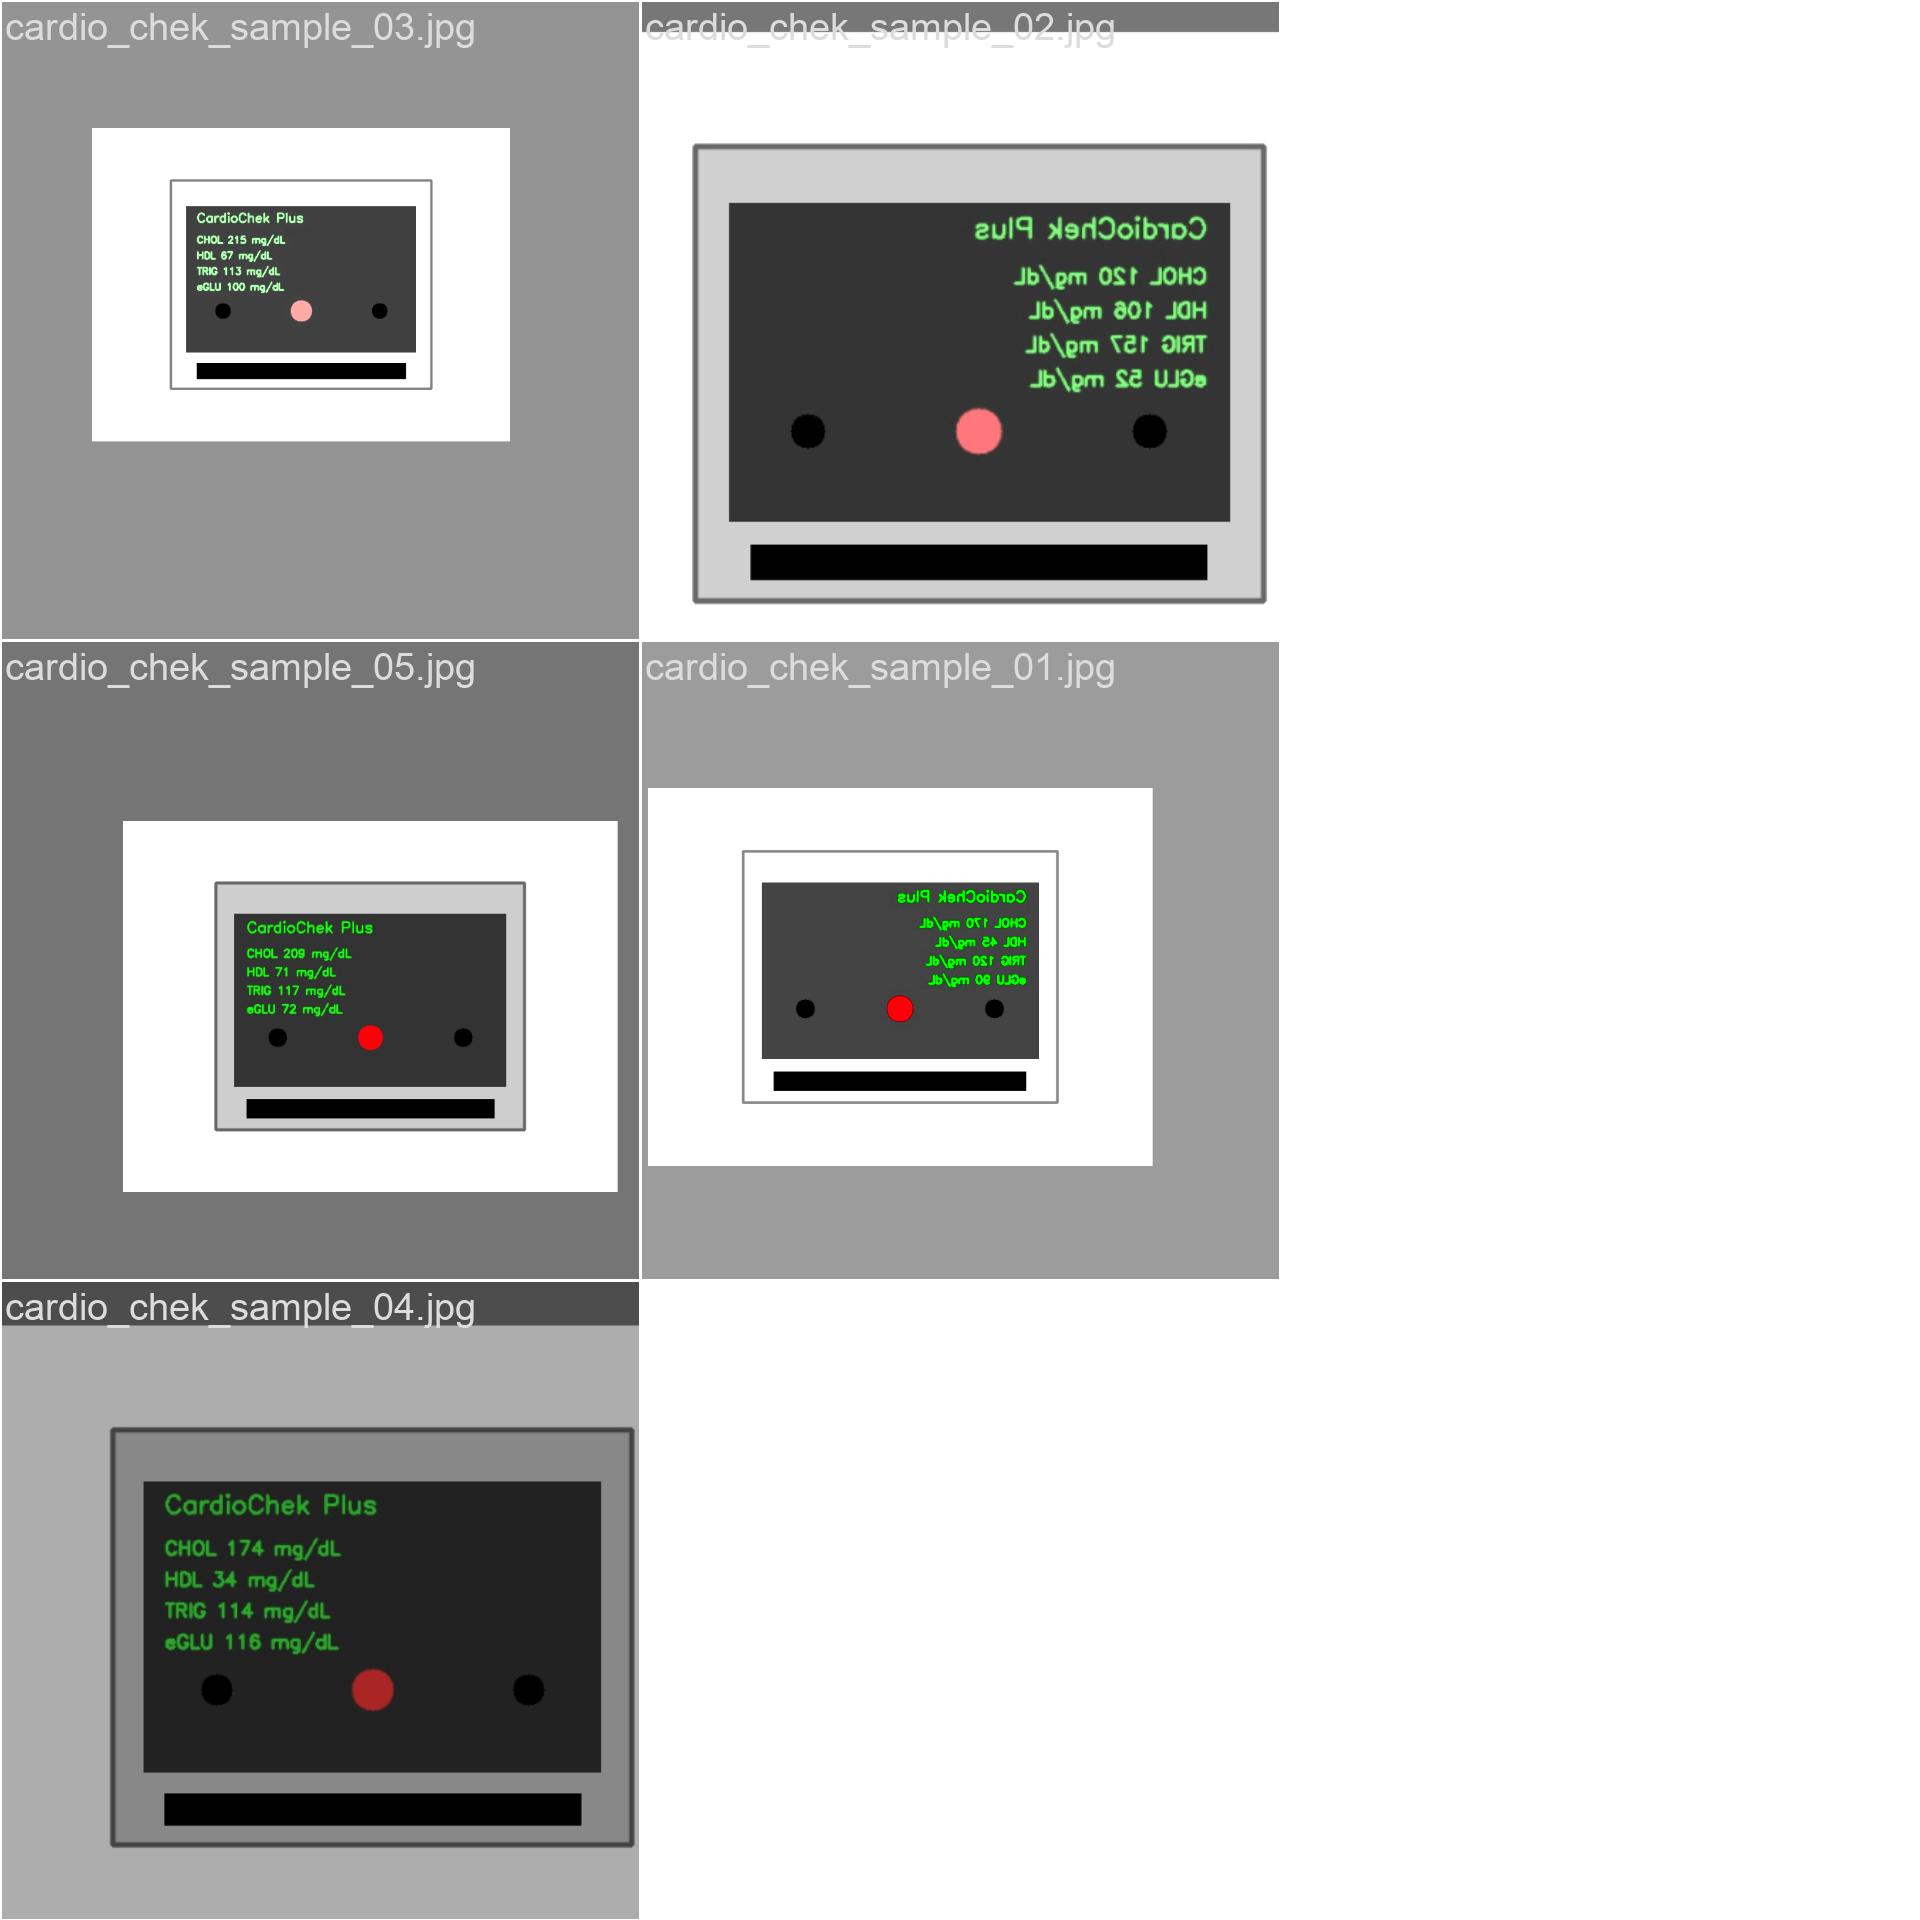 cardio_chek_sample_03.jpg
CardioChek Plus
CHOL 215 mg/dL
HDL 67 mg/dL
TRIG 113 mg/dL
eGLU 100 mg/dL
cardio_chek_sample_02.jpg
CardioChek Plus
CHOL 120 mg/dL
HDL 106 mg/dL
TRIG 157 mg/dL
eGLU 52 mg/dL
cardio_chek_sample_05.jpg
CardioChek Plus
CHOL 209 mg/dL
HDL 71 mg/dL
TRIG 117 mg/dL
eGLU 72 mg/dL
cardio_chek_sample_01.jpg
CardioChek Plus
CHOL 170 mg/dL
HDL 45 mg/dL
TRIG 120 mg/dL
eGLU 90 mg/dL
cardio_chek_sample_04.jpg
CardioChek Plus
CHOL 174 mg/dL
HDL 34 mg/dL
TRIG 114 mg/dL
eGLU 116 mg/dL